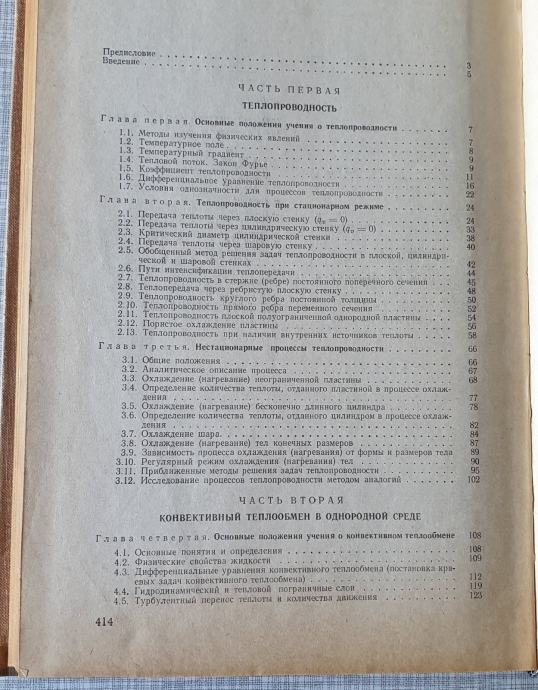 Предисловие . . . . . . . . . . 3
Введение . . . . . . . . . . 5
ЧАСТЬ ПЕРВАЯ
ТЕПЛОПРОВОДНОСТЬ
Глава первая. Основные положения учения о теплопроводности . . . . . . 7
1.1. Методы изучения физических явлений . . . . . . 7
1.2. Температурное поле . . . . . . 8
1.3. Температурный градиент . . . . . . 9
1.4. Тепловой поток. Закон Фурье . . . . . . 9
1.5. Коэффициент теплопроводности . . . . . . 11
1.6. Дифференциальное уравнение теплопроводности . . . . . . 16
1.7. Условия однозначности для процессов теплопроводности . . . . . . 22
Глава вторая. Теплопроводность при стационарном режиме . . . . . . 24
2.1. Передача теплоты через плоскую стенку (qv = 0) . . . . . . 24
2.2. Передача теплоты через цилиндрическую стенку (qv = 0) . . . . . . 33
2.3. Критический диаметр цилиндрической стенки . . . . . . 38
2.4. Передача теплоты через шаровую стенку . . . . . . 40
2.5. Обобщенный метод решения задач теплопроводности в плоской, цилиндри-
ческой и шаровой стенках . . . . . . 42
2.6. Пути интенсификации теплопередачи . . . . . . 44
2.7. Теплопроводность в стержне (ребре) постоянного поперечного сечения . . 45
2.8. Теплопередача через ребристую плоскую стенку . . . . . . 48
2.9. Теплопроводность круглого ребра постоянной толщины . . . . . . 50
2.10. Теплопроводность прямого ребра переменного сечения . . . . . . 52
2.11. Теплопроводность плоской полуограниченной однородной пластины . . 54
2.12. Пористое охлаждение пластины . . . . . . 56
2.13. Теплопроводность при наличии внутренних источников теплоты . . . . 58
Глава третья. Нестационарные процессы теплопроводности . . . . . . 66
3.1. Общие положения . . . . . . 66
3.2. Аналитическое описание процесса . . . . . . 67
3.3. Охлаждение (нагревание) неограниченной пластины . . . . . . 68
3.4. Определение количества теплоты, отданного пластиной в процессе охлаж-
дения . . . . . . 77
3.5. Охлаждение (нагревание) бесконечно длинного цилиндра . . . . . . 78
3.6. Определение количества теплоты, отданного цилиндром в процессе охлаж-
ления . . . . . . 82
3.7. Охлаждение шара . . . . . . 84
3.8. Охлаждение (нагревание) тел конечных размеров . . . . . . 87
3.9. Зависимость процесса охлаждения (нагревания) от формы и размеров тела 89
3.10. Регулярный режим охлаждения (нагревания) тел . . . . . . 90
3.11. Приближенные методы решения задач теплопроводности . . . . . . 95
3.12. Исследование процессов теплопроводности методом аналогий . . . . . . 102
ЧАСТЬ ВТОРАЯ
КОНВЕКТИВНЫЙ ТЕПЛООБМЕН В ОДНОРОДНОЙ СРЕДЕ
Глава четвертая. Основные положения учения о конвективном теплообмене 108
4.1. Основные понятия и определения . . . . . . 108
4.2. Физические свойства жидкости . . . . . . 109
4.3. Дифференциальные уравнения конвективного теплообмена (постановка кра-
евых задач конвективного теплообмена) . . . . . . 112
4.4. Гидродинамический и тепловой пограничные слои . . . . . . 119
4.5. Турбулентный перенос теплоты и количества движения . . . . . . 123
414